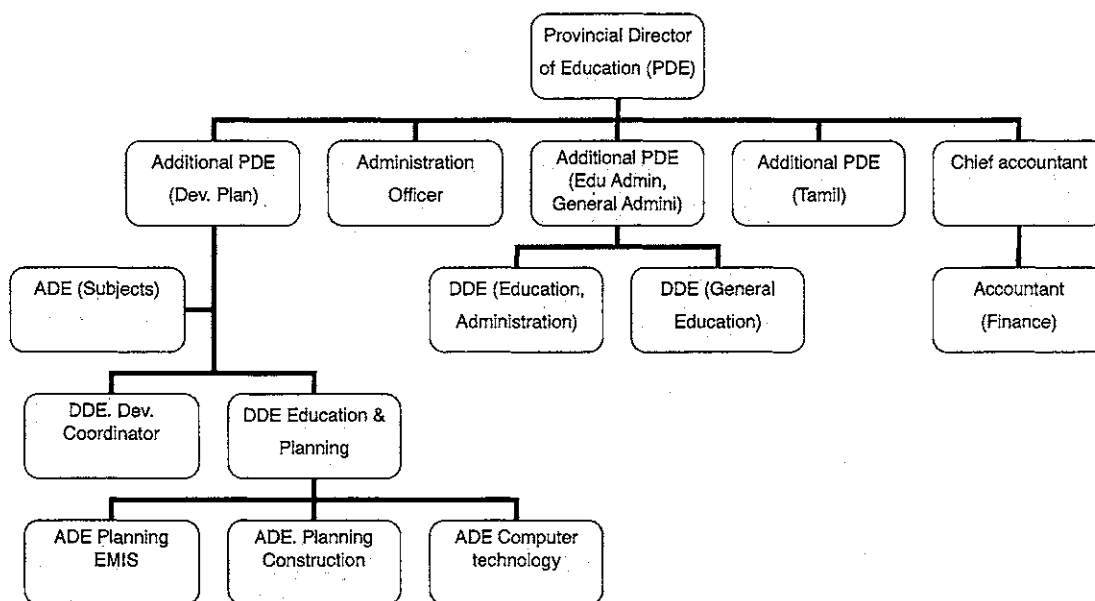 Provincial Director
of Education (PDE)
Additional PDE
(Dev. Plan)
Administration
Officer
Additional PDE
(Edu Admin,
General Admini)
Additional PDE
(Tamil)
Chief accountant
ADE (Subjects)
DDE (Education,
Administration)
DDE (General
Education)
Accountant
(Finance)
DDE. Dev.
Coordinator
DDE Education &
Planning
ADE Planning
EMIS
ADE. Planning
Construction
ADE Computer
technology